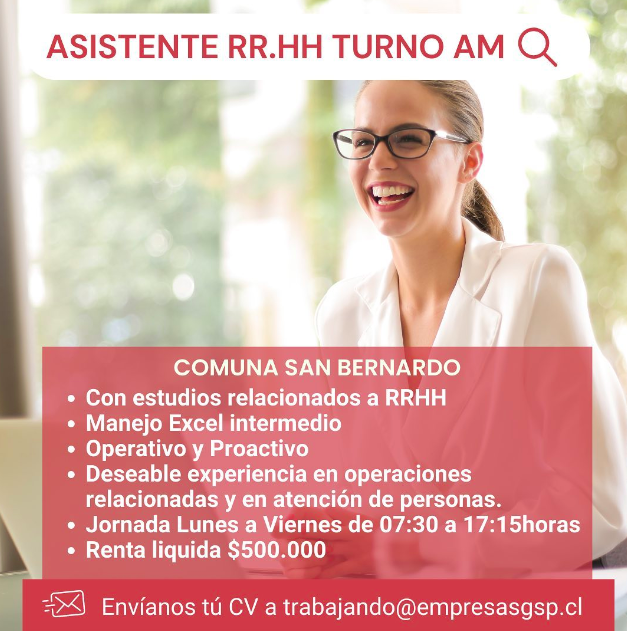 ASISTENTE RR.HH TURNO AM
COMUNA SAN BERNARDO
• Con estudios relacionados a RRHH
• Manejo Excel intermedio
• Operativo y Proactivo
• Deseable experiencia en operaciones
relacionadas y en atención de personas.
• Jornada Lunes a Viernes de 07:30 a 17:15horas
• Renta liquida $500.000
Envíanos tú CV a trabajando@empresasgsp.cl